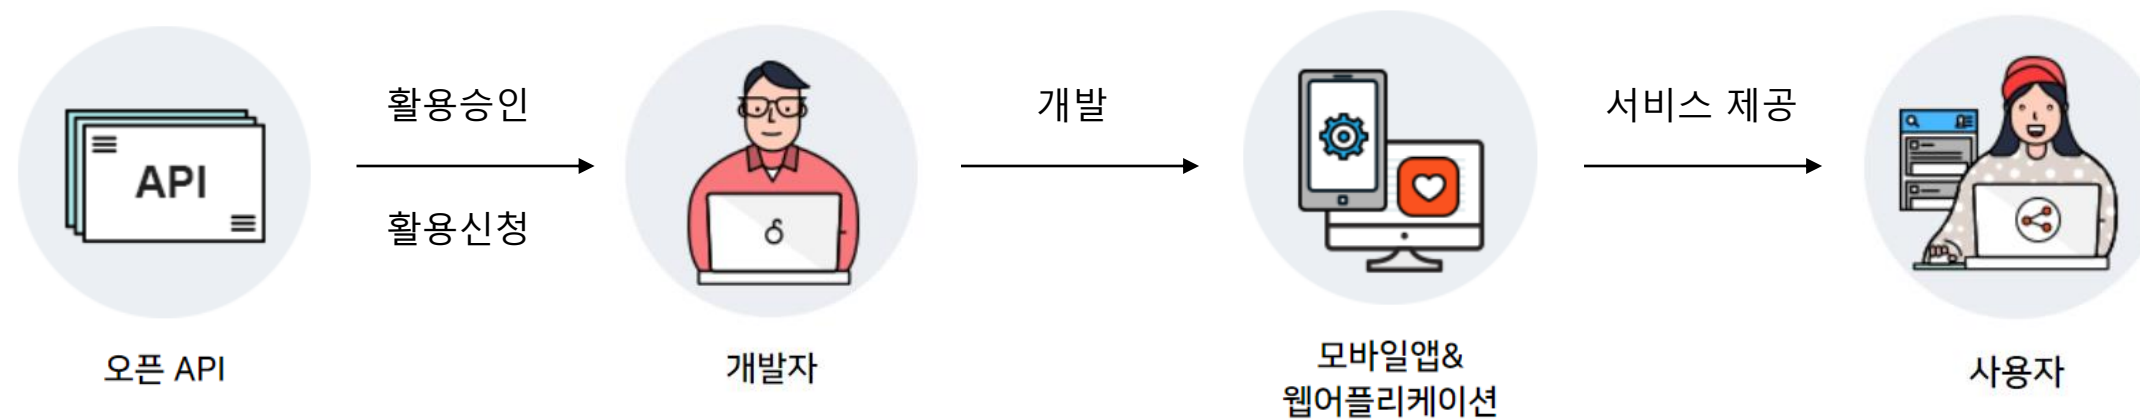 API
활용승인
활용신청
개발
서비스 제공
오픈 API
개발자
모바일앱&
웹어플리케이션
사용자